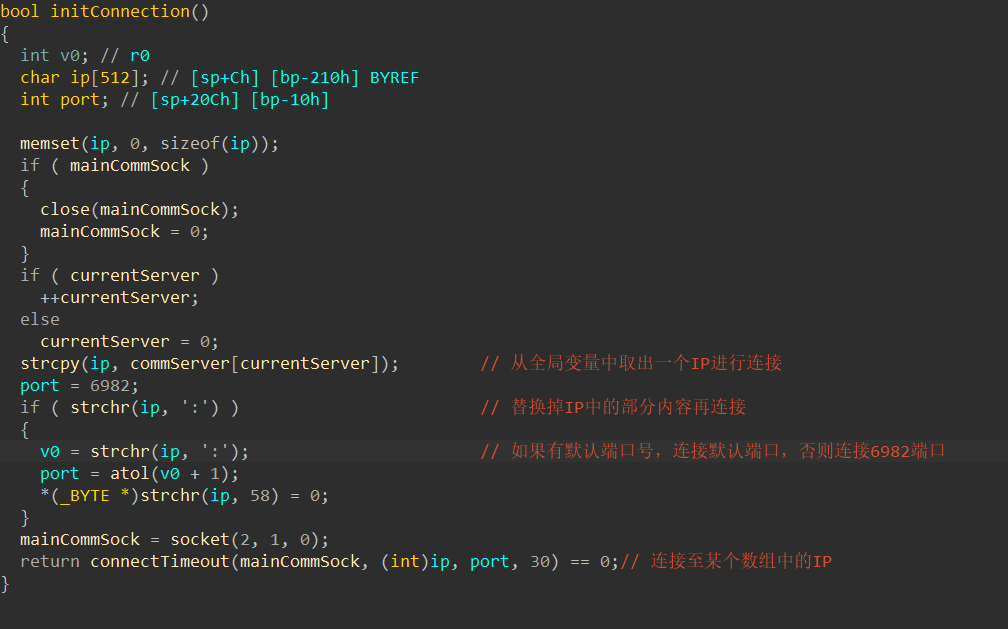 bool initConnection()
{
  int v0; // r0
  char ip[512]; // [sp+Ch] [bp-210h] BYREF
  int port; // [sp+20Ch] [bp-10h]

  memset(ip, 0, sizeof(ip));
  if ( mainCommSock )
  {
    close(mainCommSock);
    mainCommSock = 0;
  }
  if ( currentServer )
    ++currentServer;
  else
    currentServer = 0;
  strcpy(ip, commServer[currentServer]);        // 从全局变量中取出一个IP进行连接
  port = 6982;
  if ( strchr(ip, ':') )                        // 替换掉IP中的部分内容再连接
  {
    v0 = strchr(ip, ':');                       // 如果有默认端口号，连接默认端口，否则连接6982端口
    port = atol(v0 + 1);
    *(_BYTE *)strchr(ip, 58) = 0;
  }
  mainCommSock = socket(2, 1, 0);
  return connectTimeout(mainCommSock, (int)ip, port, 30) == 0;// 连接至某个数组中的IP
}